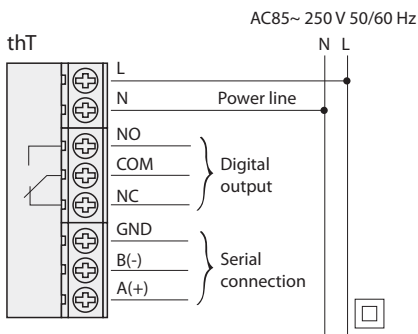 AC85~ 250 V 50/60 Hz
thT
N L
L
N
Power line
NO
COM
NC
Digital
output
GND
B(-)
A(+)
Serial
connection